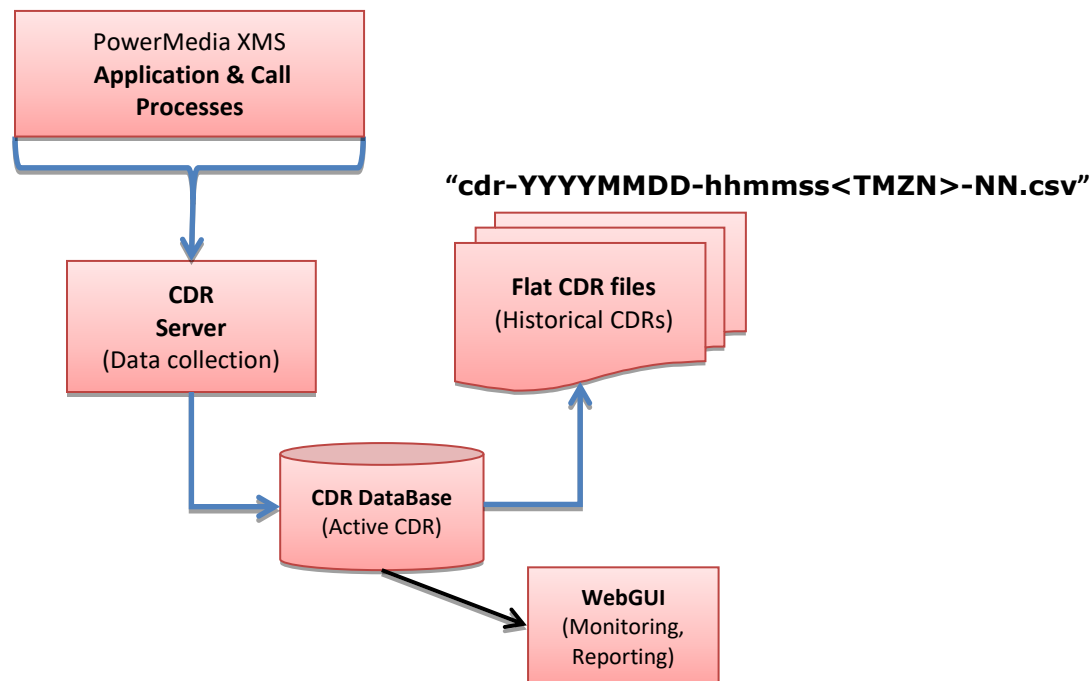 PowerMedia XMS
Application & Call
Processes
“cdr-YYYYMMDD-hhmmss<TMZN>-NN.csv”
CDR
Server
(Data collection)
Flat CDR files
(Historical CDRs)
CDR DataBase
(Active CDR)
WebGUI
(Monitoring,
Reporting)